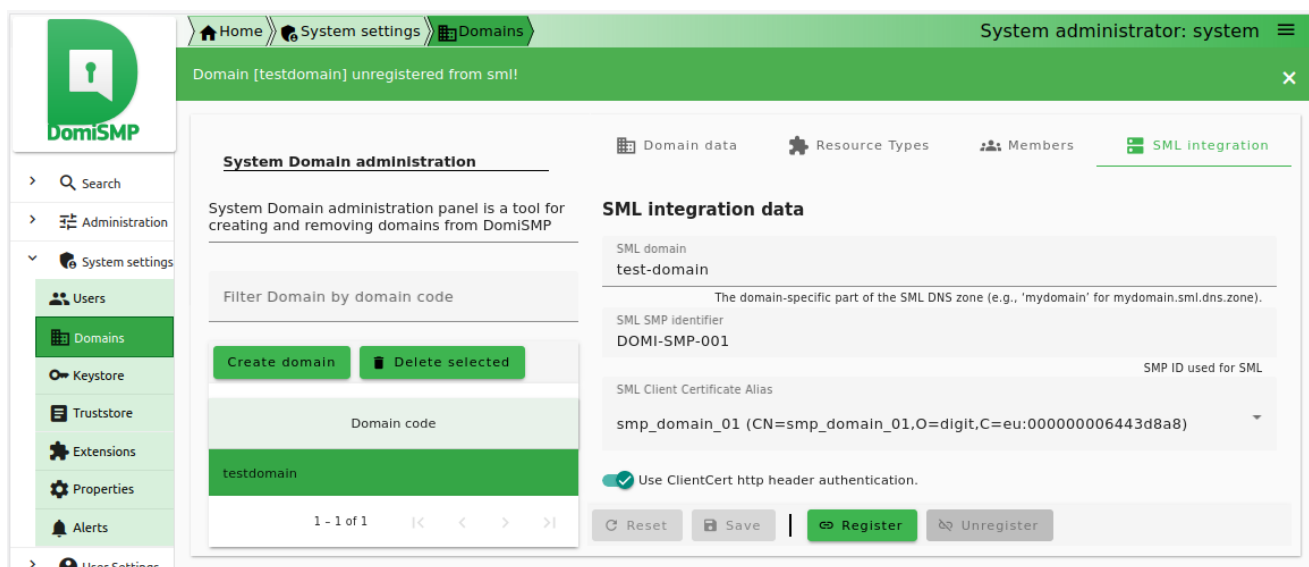 Home
System settings
Domains
System administrator: system
Domain [testdomain] unregistered from sml!
DomiSMP
Search
Administration
System settings
Users
Domains
Keystore
Truststore
Extensions
Properties
Alerts
User Settings
System Domain administration
System Domain administration panel is a tool for
creating and removing domains from DomiSMP
Filter Domain by domain code
Create domain
Delete selected
Domain code
testdomain
1 – 1 of 1
Domain data
Resource Types
Members
SML integration
SML integration data
SML domain
test-domain
The domain-specific part of the SML DNS zone (e.g., ‘mydomain’ for mydomain.sml.dns.zone).
SML SMP identifier
DOMI-SMP-001
SMP ID used for SML
SML Client Certificate Alias
smp_domain_01 (CN=smp_domain_01,O=digit,C=eu:000000006443d8a8)
Use ClientCert http header authentication.
Reset
Save
Register
Unregister